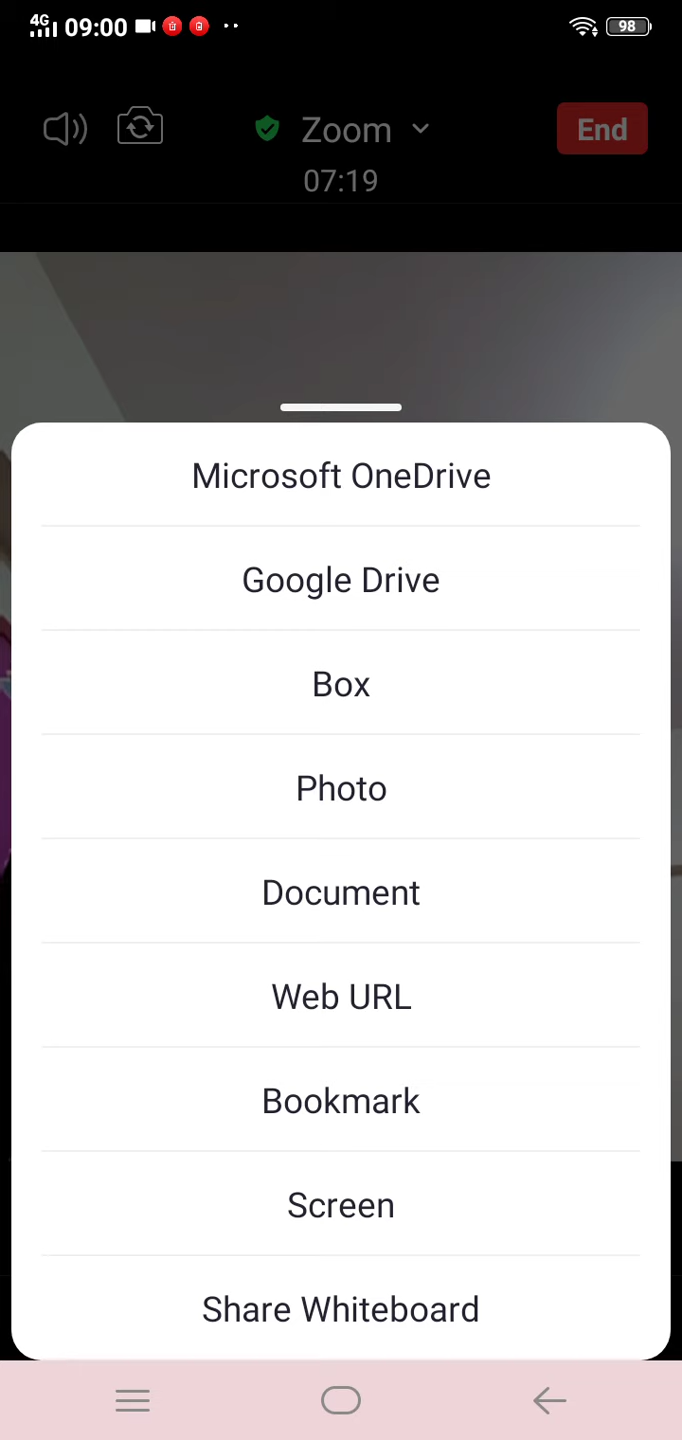 4G 09:00 98
Zoom End
07:19
Microsoft OneDrive
Google Drive
Box
Photo
Document
Web URL
Bookmark
Screen
Share Whiteboard